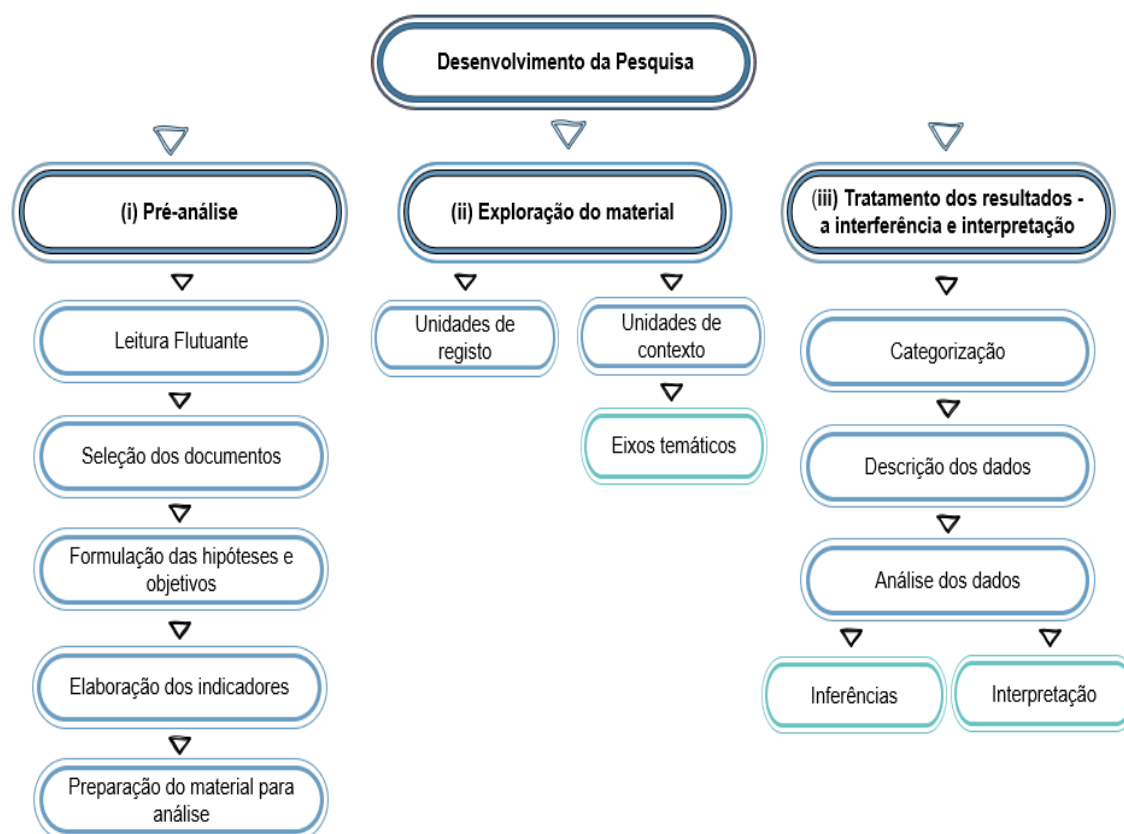 Desenvolvimento da Pesquisa
(i) Pré-análise
Leitura Flutuante
Seleção dos documentos
Formulação das hipóteses e
objetivos
Elaboração dos indicadores
Preparação do material para
análise
(ii) Exploração do material
Unidades de
registo
Unidades de
contexto
Eixos temáticos
(iii) Tratamento dos resultados -
a interferência e interpretação
Categorização
Descrição dos dados
Análise dos dados
Inferências
Interpretação